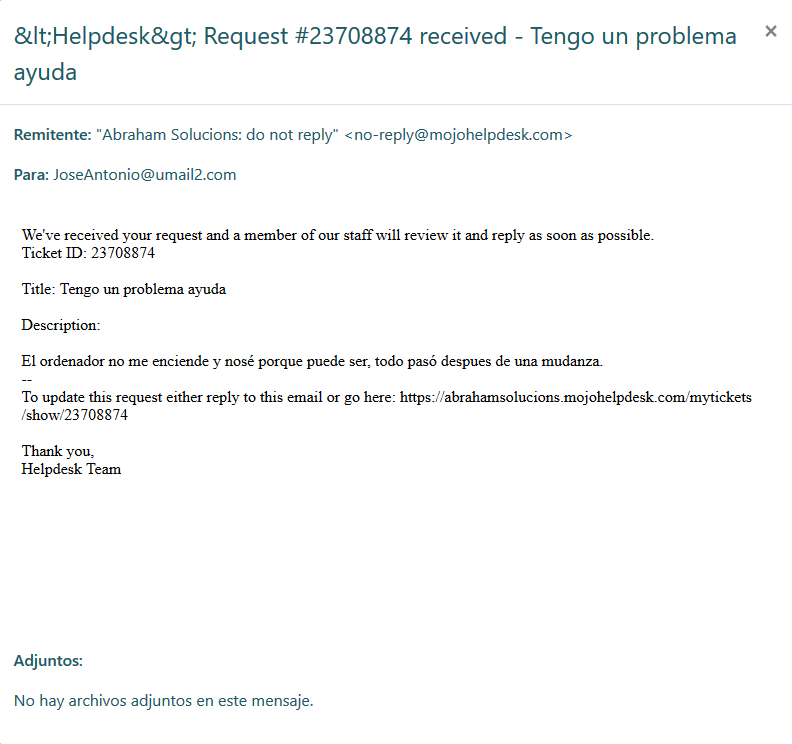 &lt;Helpdesk&gt; Request #23708874 received - Tengo un problema
ayuda
×
Remitente: "Abraham Solucions: do not reply" <no-reply@mojohelpdesk.com>
Para: JoseAntonio@umail2.com
We've received your request and a member of our staff will review it and reply as soon as possible.
Ticket ID: 23708874
Title: Tengo un problema ayuda
Description:
El ordenador no me enciende y nosé porque puede ser, todo pasó despues de una mudanza.
--
To update this request either reply to this email or go here: https://abrahamsolucions.mojohelpdesk.com/mytickets
/show/23708874
Thank you,
Helpdesk Team
Adjuntos:
No hay archivos adjuntos en este mensaje.